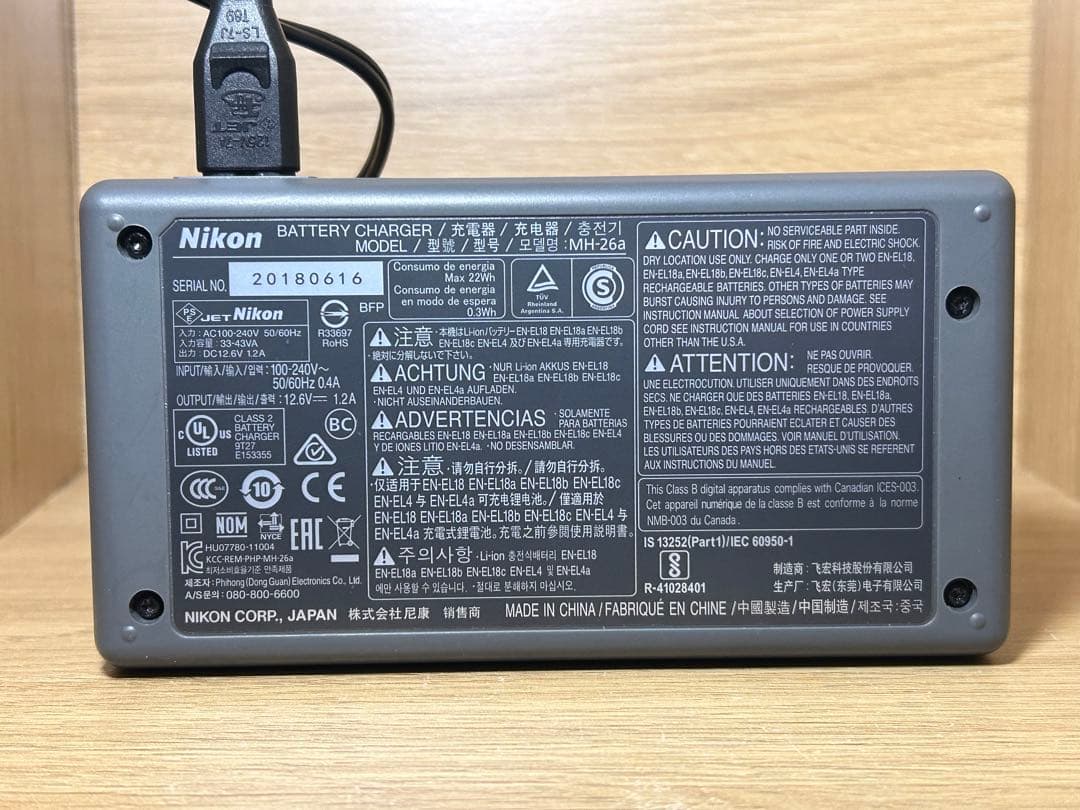 LS-7J
T69
JET
125V-7A
Nikon
BATTERY CHARGER / 充電器 / 充电器 / 충전기
MODEL / 型號 / 型号 / 모델명 : MH-26a
SERIAL NO. 20180616
Consumo de energia
Max 22Wh
Consumo de energia
en modo de espera
0.3Wh
TÜV
Rheinland
Argentina S.A.
S
PS
E JET Nikon
入力 : AC100-240V 50/60Hz
入力容量 : 33-43VA
出力 : DC12.6V 1.2A
R33697
RoHS
BFP
INPUT/輸入/输入/입력 : 100-240V~
50/60Hz 0.4A
OUTPUT/輸出/输出/출력 : 12.6V⎓ 1.2A
c UL us
LISTED
CLASS 2
BATTERY
CHARGER
9T27
E153355
BC
CCC
10
CE
NOM
NYCE
EAC
HU07780-11004
KCC-REM-PHP-MH-26a
최저소비효율기준 만족제품
제조자 : Phihong (Dong Guan) Electronics Co., Ltd.
A/S문의 : 080-800-6600
NIKON CORP., JAPAN 株式会社尼康 销售商
⚠注意 · 本機はLi-ionバッテリーEN-EL18 EN-EL18a EN-EL18b
EN-EL18c EN-EL4 及び EN-EL4a 専用充電器です。
· 絶対に分解しないで下さい。
⚠ACHTUNG · NUR Li-ion AKKUS EN-EL18
EN-EL18a EN-EL18b EN-EL18c
EN-EL4 UND EN-EL4a AUFLADEN.
· NICHT AUSEINANDERBAUEN.
⚠ADVERTENCIAS · SOLAMENTE
PARA BATERIAS
RECARGABLES EN-EL18 EN-EL18a EN-EL18b EN-EL18c EN-EL4
Y DE IONES LITIO EN-EL4a. · NO DESENSAMBLAR.
⚠注意 · 请勿自行分拆。/ 請勿自行分拆。
· 仅适用于 EN-EL18 EN-EL18a EN-EL18b EN-EL18c
EN-EL4 与 EN-EL4a 可充电锂电池。/ 僅適用於
EN-EL18 EN-EL18a EN-EL18b EN-EL18c EN-EL4 与
EN-EL4a 充電式鋰電池。充電之前參閱使用説明書。
⚠주의사항 · Li-ion 충전식배터리 EN-EL18
EN-EL18a EN-EL18b EN-EL18c EN-EL4 및 EN-EL4a
에만 사용할 수 있습니다. · 절대로 분해하지 마십시오.
⚠CAUTION: NO SERVICEABLE PART INSIDE.
RISK OF FIRE AND ELECTRIC SHOCK.
DRY LOCATION USE ONLY. CHARGE ONLY ONE OR TWO EN-EL18,
EN-EL18a, EN-EL18b, EN-EL18c, EN-EL4, EN-EL4a TYPE
RECHARGEABLE BATTERIES. OTHER TYPES OF BATTERIES MAY
BURST CAUSING INJURY TO PERSONS AND DAMAGE. SEE
INSTRUCTION MANUAL ABOUT SELECTION OF POWER SUPPLY
CORD SEE INSTRUCTION MANUAL FOR USE IN COUNTRIES
OTHER THAN THE U.S.A.
⚠ATTENTION: NE PAS OUVRIR.
RESQUE DE PROVOQUER.
UNE ELECTROCUTION. UTILISER UNIQUEMENT DANS DES ENDROITS
SECS. NE CHARGER QUE DES BATTERIES EN-EL18, EN-EL18a,
EN-EL18b, EN-EL18c, EN-EL4, EN-EL4a RECHARGEABLES. D'AUTRES
TYPES DE BATTERIES POURRAIENT ECLATER ET CAUSER DES
BLESSURES OU DES DOMMAGES. VOIR MANUEL D'UTILISATION.
LES UTILISATEURS DES PAYS HORS DES ETATS-UNIS SE REFERENT
AUX INSTRUCTIONS DU MANUEL.
This Class B digital apparatus complies with Canadian ICES-003.
Cet appareil numérique de la classe B est conforme à la norme
NMB-003 du Canada.
IS 13252(Part1)/IEC 60950-1
R-41028401
制造商 : 飞宏科技股份有限公司
生产厂 : 飞宏(东莞)电子有限公司
MADE IN CHINA / FABRIQUÉ EN CHINE / 中國製造 / 中国制造 / 제조국 : 중국